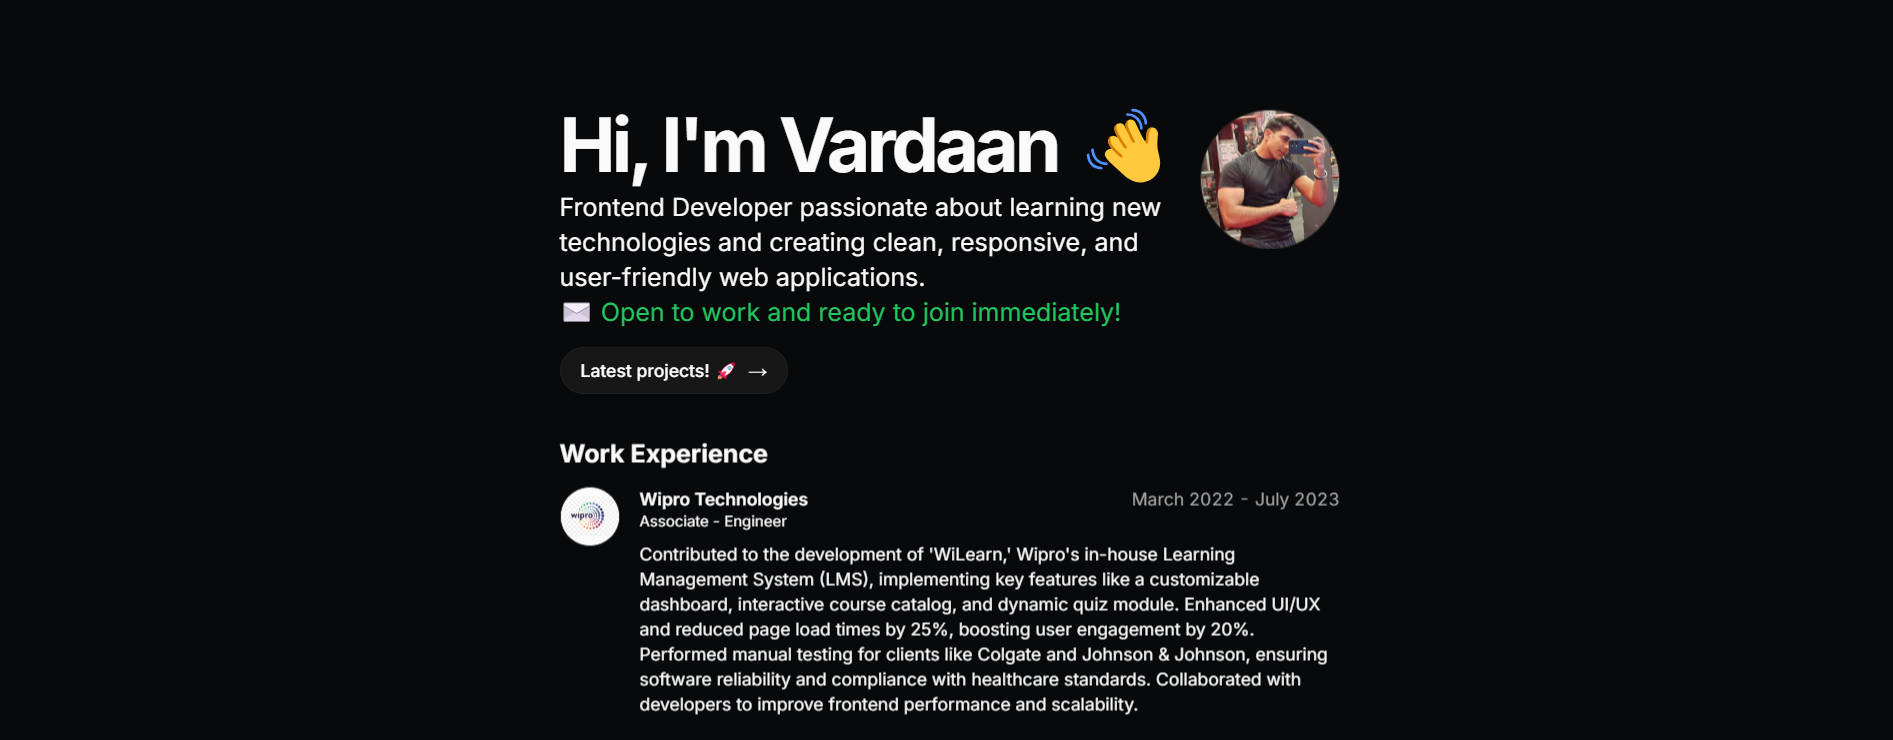 Hi, I'm Vardaan 👋
Frontend Developer passionate about learning new
technologies and creating clean, responsive, and
user-friendly web applications.
✉️ Open to work and ready to join immediately!
Latest projects! 🚀 →
Work Experience
wipro
Wipro Technologies
March 2022 - July 2023
Associate - Engineer
Contributed to the development of 'WiLearn,' Wipro's in-house Learning
Management System (LMS), implementing key features like a customizable
dashboard, interactive course catalog, and dynamic quiz module. Enhanced UI/UX
and reduced page load times by 25%, boosting user engagement by 20%.
Performed manual testing for clients like Colgate and Johnson & Johnson, ensuring
software reliability and compliance with healthcare standards. Collaborated with
developers to improve frontend performance and scalability.